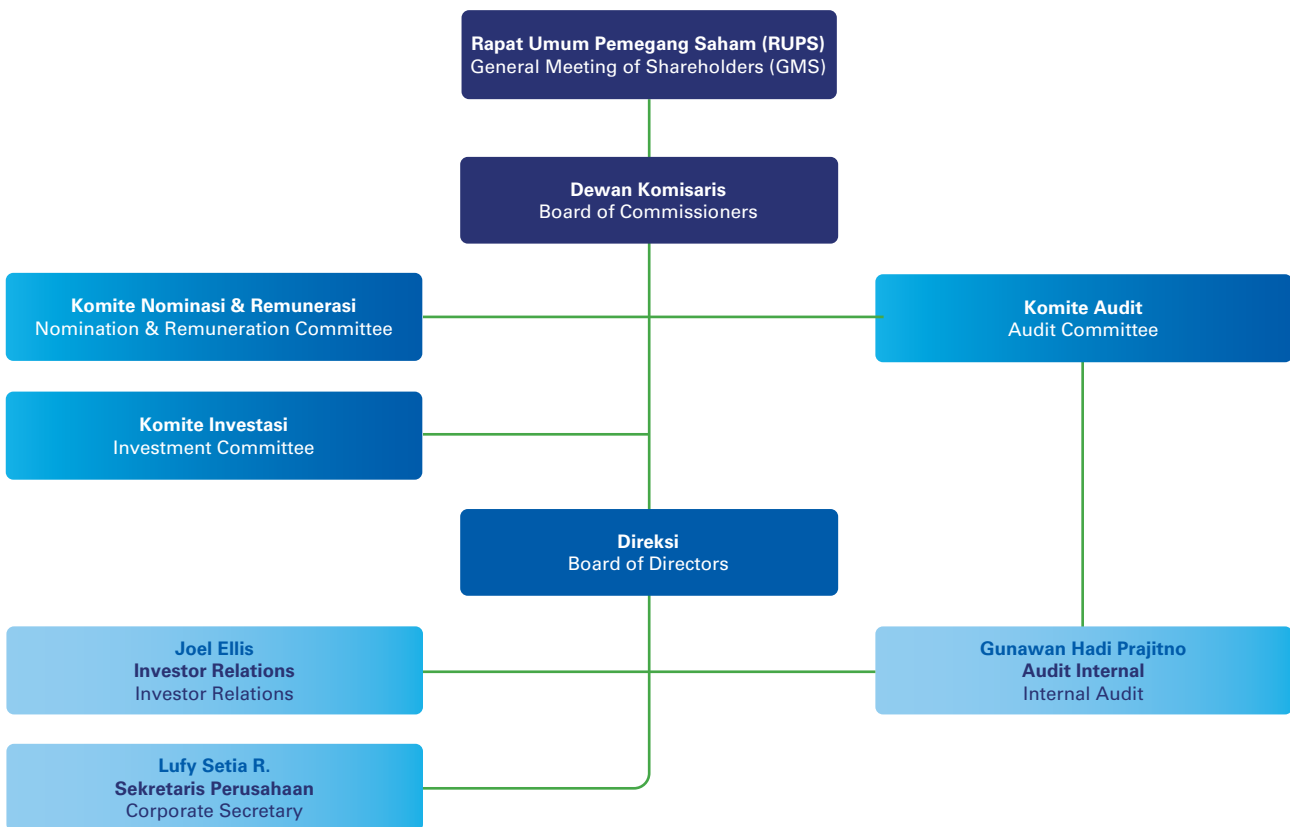 Rapat Umum Pemegang Saham (RUPS)
General Meeting of Shareholders (GMS)
Dewan Komisaris
Board of Commissioners
Komite Nominasi & Remunerasi
Nomination & Remuneration Committee
Komite Audit
Audit Committee
Komite Investasi
Investment Committee
Direksi
Board of Directors
Joel Ellis
Investor Relations
Investor Relations
Gunawan Hadi Prajitno
Audit Internal
Internal Audit
Lufy Setia R.
Sekretaris Perusahaan
Corporate Secretary